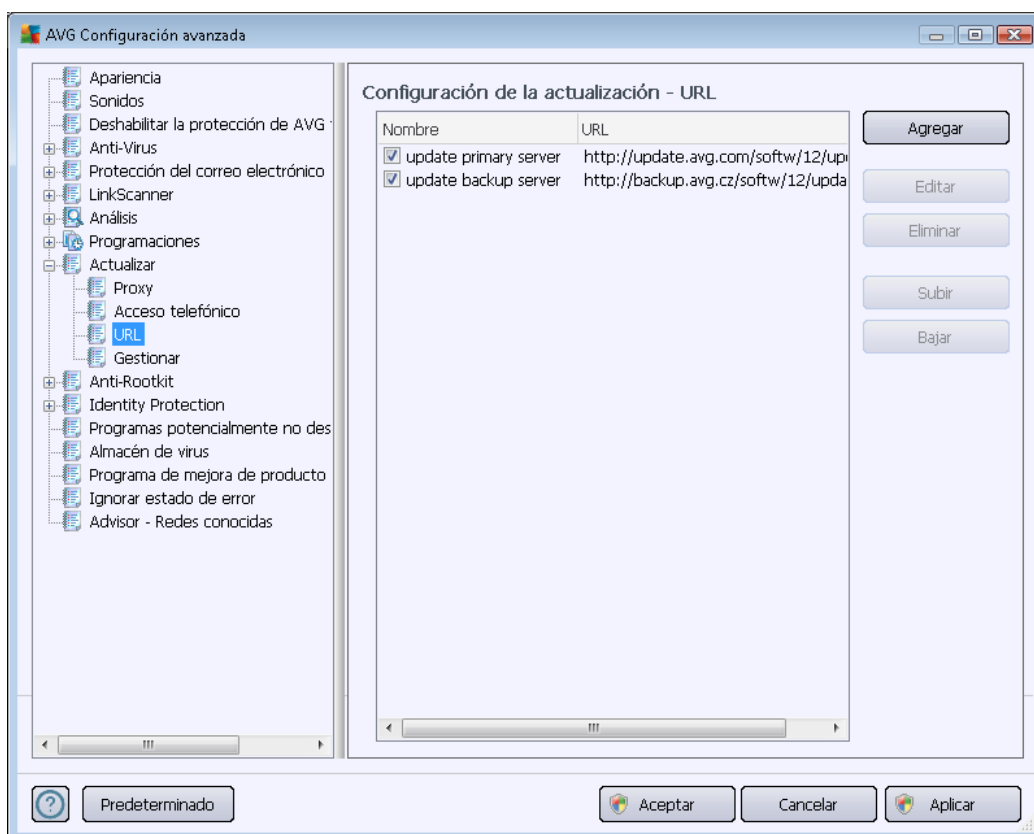 AVG Configuración avanzada
Apariencia
Sonidos
Deshabilitar la protección de AVG
Anti-Virus
Protección del correo electrónico
LinkScanner
Análisis
Programaciones
Actualizar
Proxy
Acceso telefónico
URL
Gestionar
Anti-Rootkit
Identity Protection
Programas potencialmente no des
Almacén de virus
Programa de mejora de producto
Ignorar estado de error
Advisor - Redes conocidas
Configuración de la actualización - URL
Nombre URL
update primary server http://update.avg.com/softw/12/up
update backup server http://backup.avg.cz/softw/12/upda
Agregar
Editar
Eliminar
Subir
Bajar
Predeterminado
Aceptar
Cancelar
Aplicar